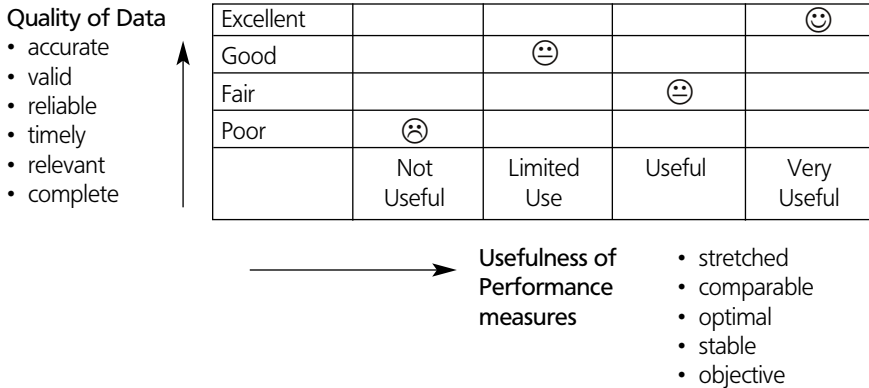 Quality of Data
• accurate
• valid
• reliable
• timely
• relevant
• complete
Excellent
Good
Fair
Poor
Not
Useful
Limited
Use
Useful
Very
Useful
Usefulness of
Performance
measures
• stretched
• comparable
• optimal
• stable
• objective